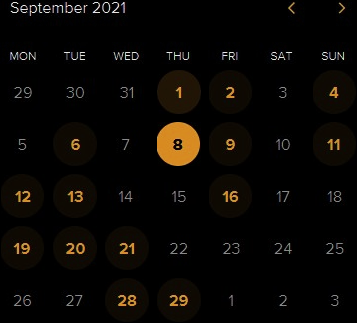 September 2021
MON TUE WED THU FRI SAT SUN
29 30 31 1 2 3 4
5 6 7 8 9 10 11
12 13 14 15 16 17 18
19 20 21 22 23 24 25
26 27 28 29 1 2 3